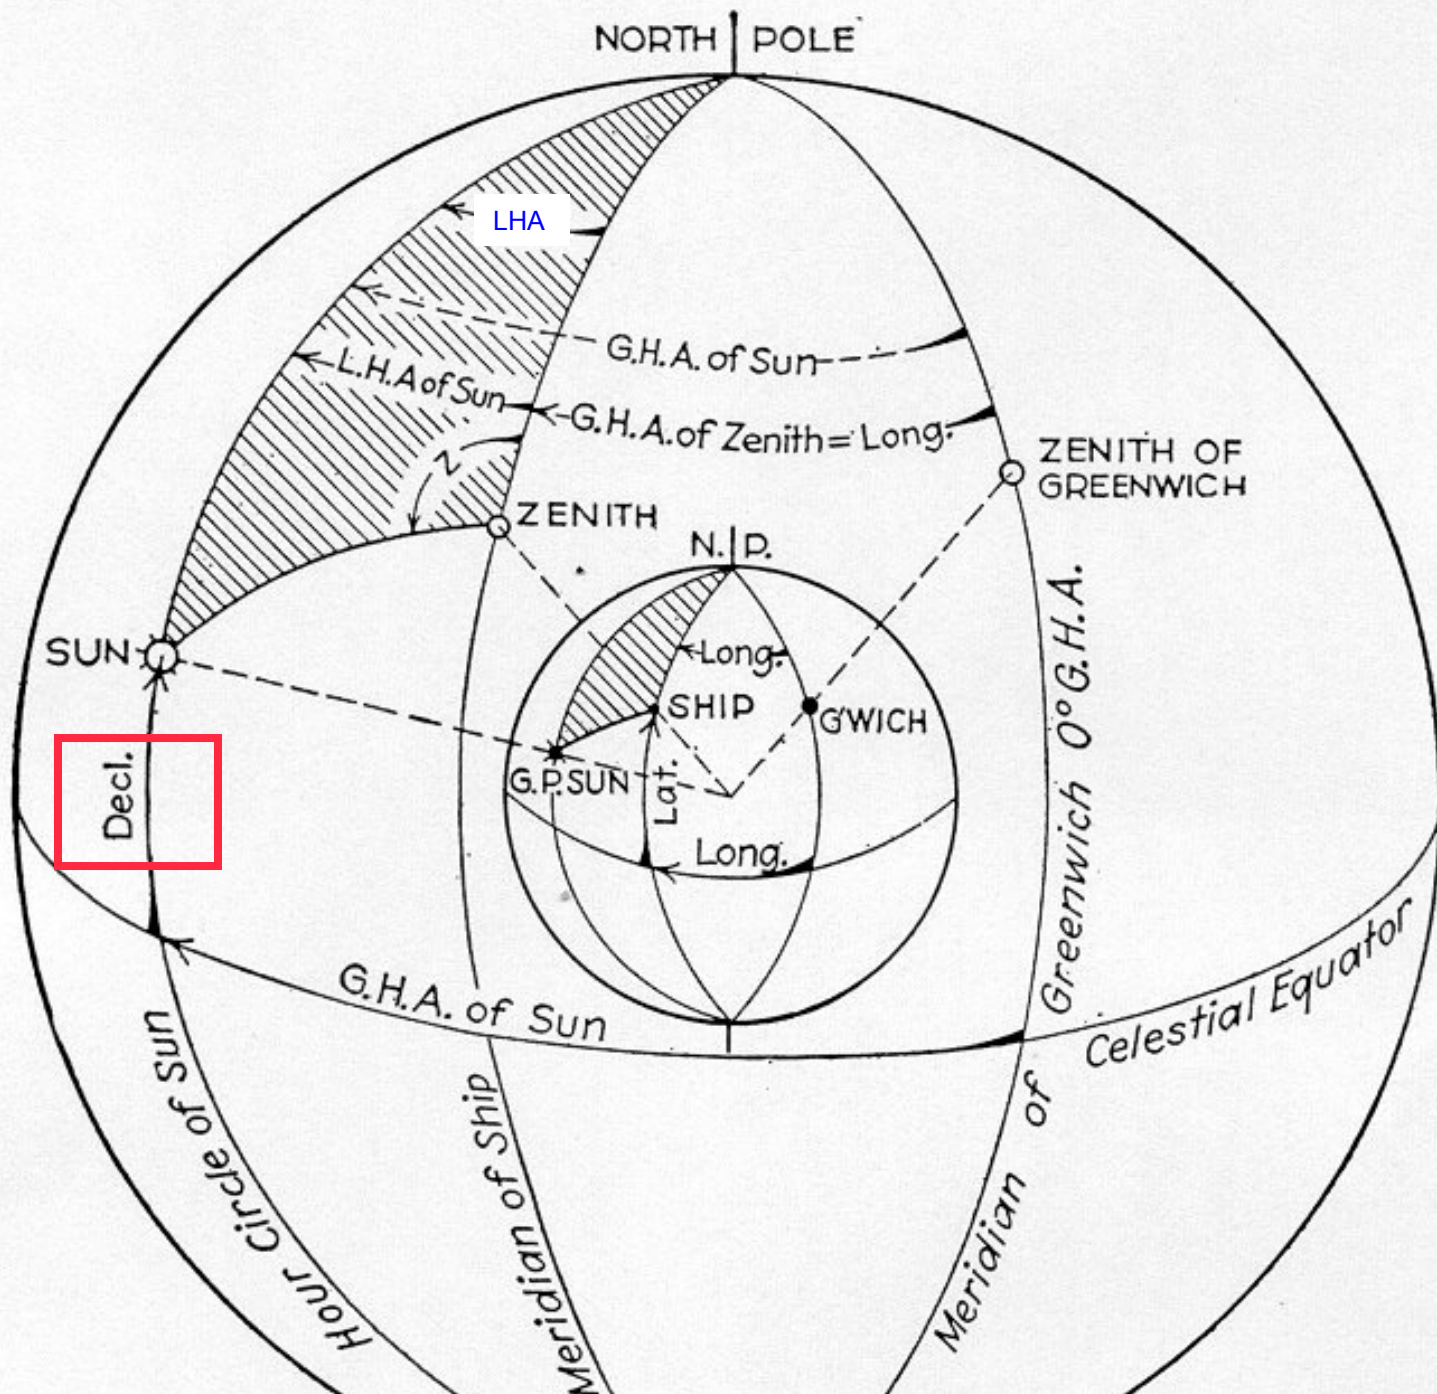 NORTH POLE
LHA
G.H.A. of Sun
L.H.A of Sun
G.H.A. of Zenith = Long.
Z
ZENITH OF
GREENWICH
ZENITH
N. P.
SUN
Long.
SHIP
G'WICH
G.P. SUN
Lat.
Decl.
Long.
G.H.A. of Sun
Celestial Equator
Hour Circle of Sun
Meridian of Ship
Meridian of Greenwich 0° G.H.A.